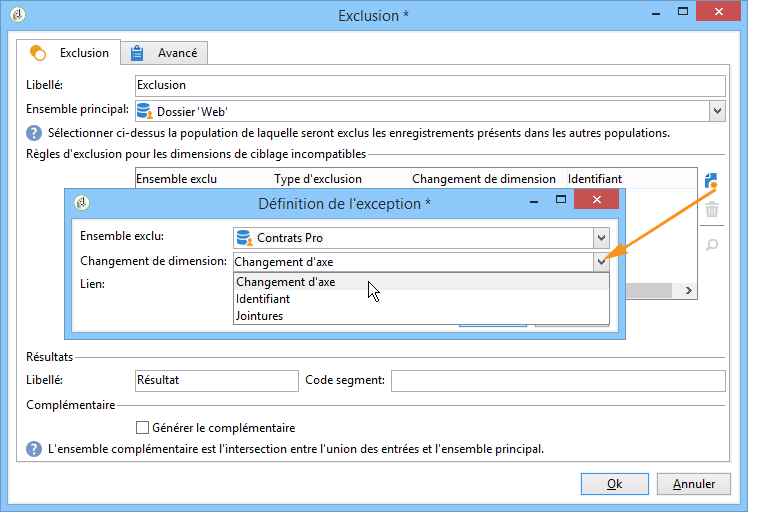 Exclusion *
Exclusion
Avancé
Libellé:
Exclusion
Ensemble principal:
Dossier 'Web'
Sélectionner ci-dessus la population de laquelle seront exclus les enregistrements présents dans les autres populations.
Règles d'exclusion pour les dimensions de ciblage incompatibles
Ensemble exclu Type d'exclusion Changement de dimension Identifiant
Définition de l'exception *
Ensemble exclu:
Contrats Pro
Changement de dimension:
Changement d'axe
Lien:
Changement d'axe
Identifiant
Jointures
Résultats
Libellé:
Résultat
Code segment:
Complémentaire
Générer le complémentaire
L'ensemble complémentaire est l'intersection entre l'union des entrées et l'ensemble principal.
Ok
Annuler